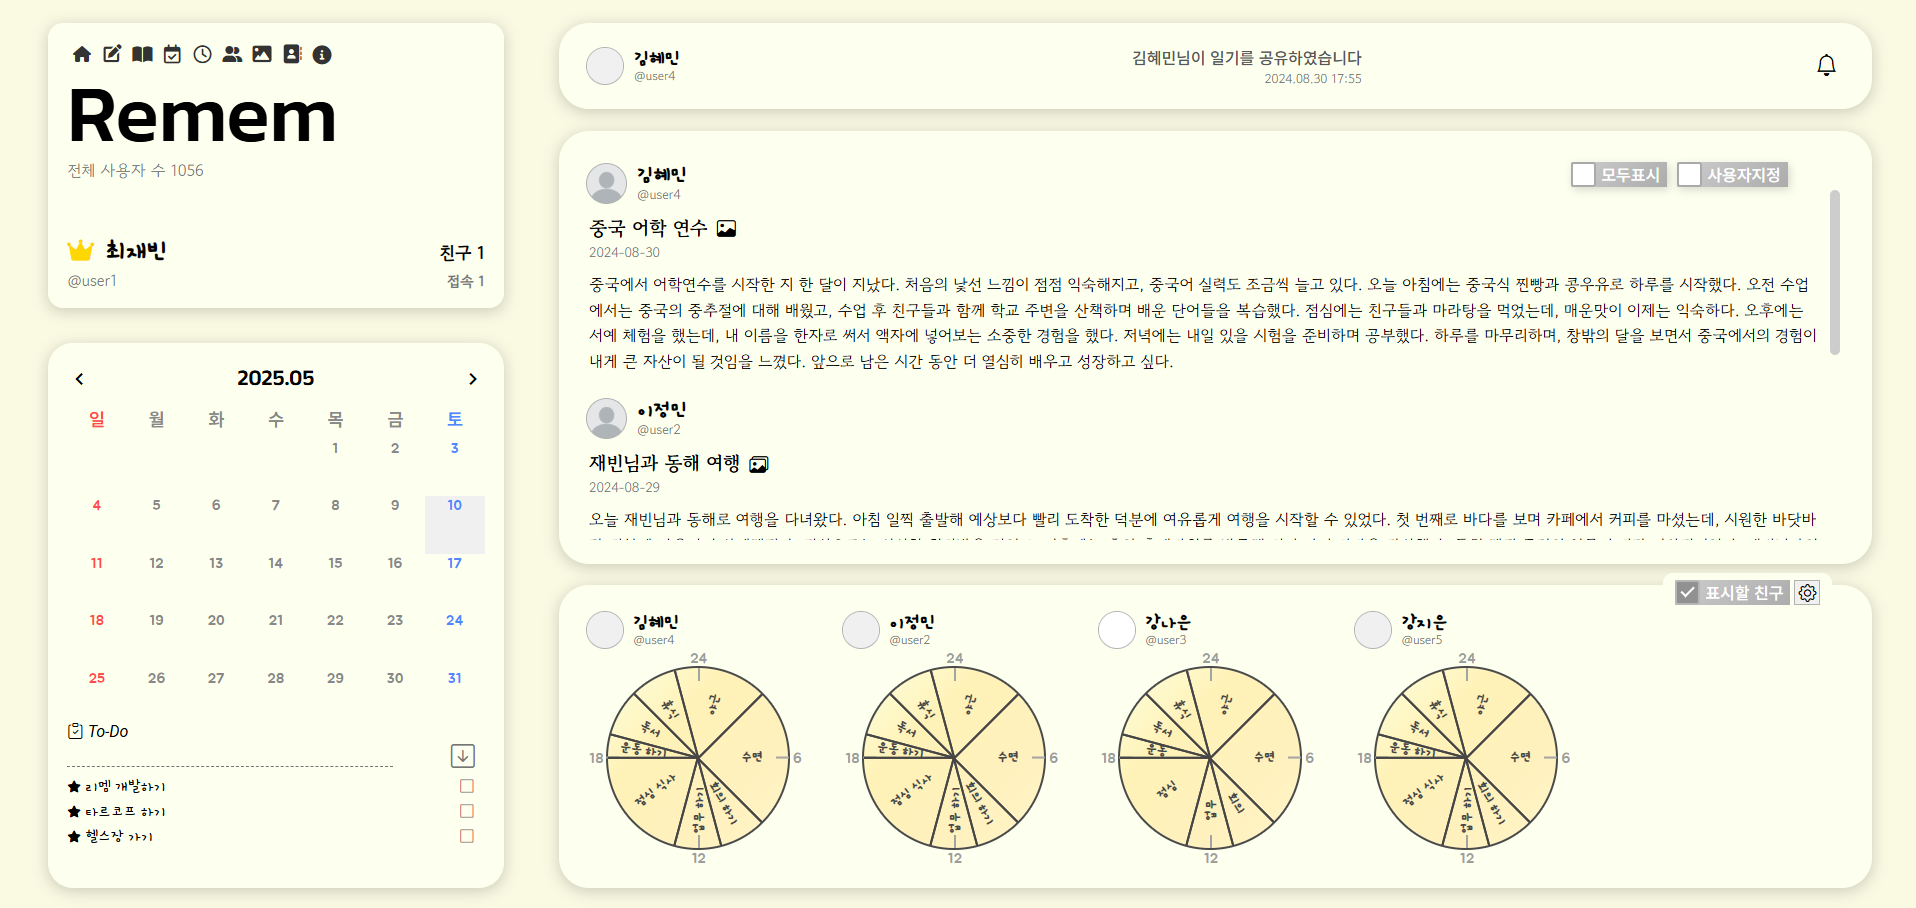 Remem
전체 사용자 수 1056
최재빈
친구 1
@user1
접속 1
2025.05
일 월 화 수 목 금 토
1 2 3
4 5 6 7 8 9 10
11 12 13 14 15 16 17
18 19 20 21 22 23 24
25 26 27 28 29 30 31
To-Do
리멤 개발하기
타르코프 하기
헬스장 가기
김혜민
@user4
김혜민님이 일기를 공유하였습니다
2024.08.30 17:55
김혜민
@user4
모두표시
사용자지정
중국 어학 연수
2024-08-30
중국에서 어학연수를 시작한 지 한 달이 지났다. 처음의 낯선 느낌이 점점 익숙해지고, 중국어 실력도 조금씩 늘고 있다. 오늘 아침에는 중국식 찐빵과 콩우유로 하루를 시작했다. 오전 수업
에서는 중국의 중추절에 대해 배웠고, 수업 후 친구들과 함께 학교 주변을 산책하며 배운 단어들을 복습했다. 점심에는 친구들과 마라탕을 먹었는데, 매운맛이 이제는 익숙하다. 오후에는
서예 체험을 했는데, 내 이름을 한자로 써서 액자에 넣어보는 소중한 경험을 했다. 저녁에는 내일 있을 시험을 준비하며 공부했다. 하루를 마무리하며, 창밖의 달을 보면서 중국에서의 경험이
내게 큰 자산이 될 것임을 느꼈다. 앞으로 남은 시간 동안 더 열심히 배우고 성장하고 싶다.
이정민
@user2
재빈님과 동해 여행
2024-08-29
오늘 재빈님과 동해로 여행을 다녀왔다. 아침 일찍 출발해 예상보다 빨리 도착한 덕분에 여유롭게 여행을 시작할 수 있었다. 첫 번째로 바다를 보며 카페에서 커피를 마셨는데, 시원한 바닷바
표시할 친구
김혜민
@user4
24
6
12
18
수면
회의 하기
업무 하기
점심 식사
운동 하기
독서
휴식
야근
이정민
@user2
24
6
12
18
수면
회의 하기
업무 하기
점심 식사
운동 하기
독서
휴식
야근
강나은
@user3
24
6
12
18
수면
회의
업무
점심
운동
독서
휴식
야근
강지은
@user5
24
6
12
18
수면
회의 하기
업무 하기
점심 식사
운동 하기
독서
휴식
야근